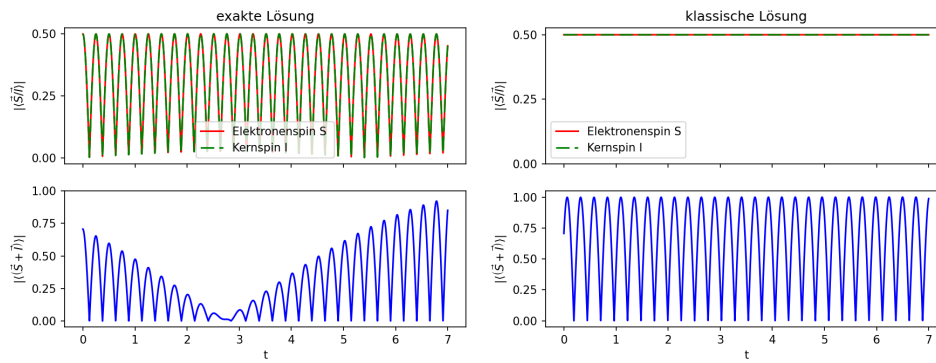 exakte Lösung
0.50
0.25
0.00
|⟨S⃗/I⃗⟩|
Elektronenspin S
Kernspin I
klassische Lösung
0.50
0.25
0.00
|⟨S⃗/I⃗⟩|
Elektronenspin S
Kernspin I
1.00
0.75
0.50
0.25
0.00
|⟨(S⃗ + I⃗)⟩|
0 1 2 3 4 5 6 7
t
1.00
0.75
0.50
0.25
0.00
|⟨(S⃗ + I⃗)⟩|
0 1 2 3 4 5 6 7
t